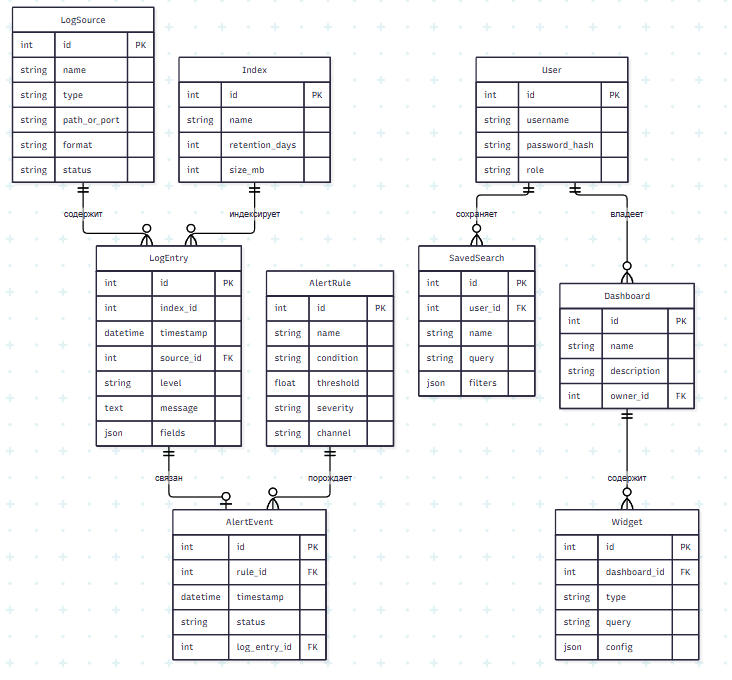 LogSource
int id PK
string name
string type
string path_or_port
string format
string status
Index
int id PK
string name
int retention_days
int size_mb
User
int id PK
string username
string password_hash
string role
содержит
индексирует
сохраняет
владеет
LogEntry
int id PK
int index_id
datetime timestamp
int source_id FK
string level
text message
json fields
AlertRule
int id PK
string name
string condition
float threshold
string severity
string channel
SavedSearch
int id PK
int user_id FK
string name
string query
json filters
Dashboard
int id PK
string name
string description
int owner_id FK
связан
порождает
содержит
AlertEvent
int id PK
int rule_id FK
datetime timestamp
string status
int log_entry_id FK
Widget
int id PK
int dashboard_id FK
string type
string query
json config